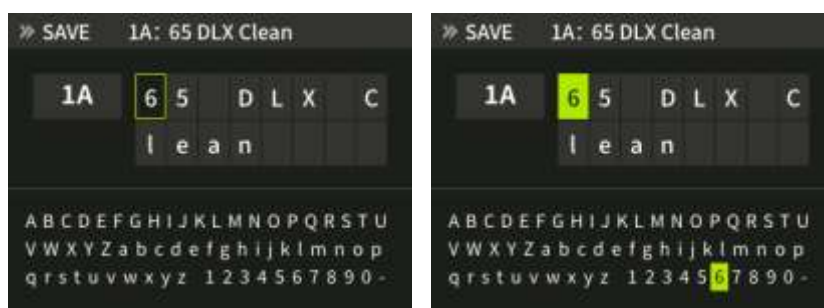 » SAVE 1A: 65 DLX Clean
1A 6 5 D L X C
l e a n
A B C D E F G H I J K L M N O P Q R S T U
V W X Y Z a b c d e f g h i j k l m n o p
q r s t u v w x y z 1 2 3 4 5 6 7 8 9 0 -
» SAVE 1A: 65 DLX Clean
1A 6 5 D L X C
l e a n
A B C D E F G H I J K L M N O P Q R S T U
V W X Y Z a b c d e f g h i j k l m n o p
q r s t u v w x y z 1 2 3 4 5 6 7 8 9 0 -